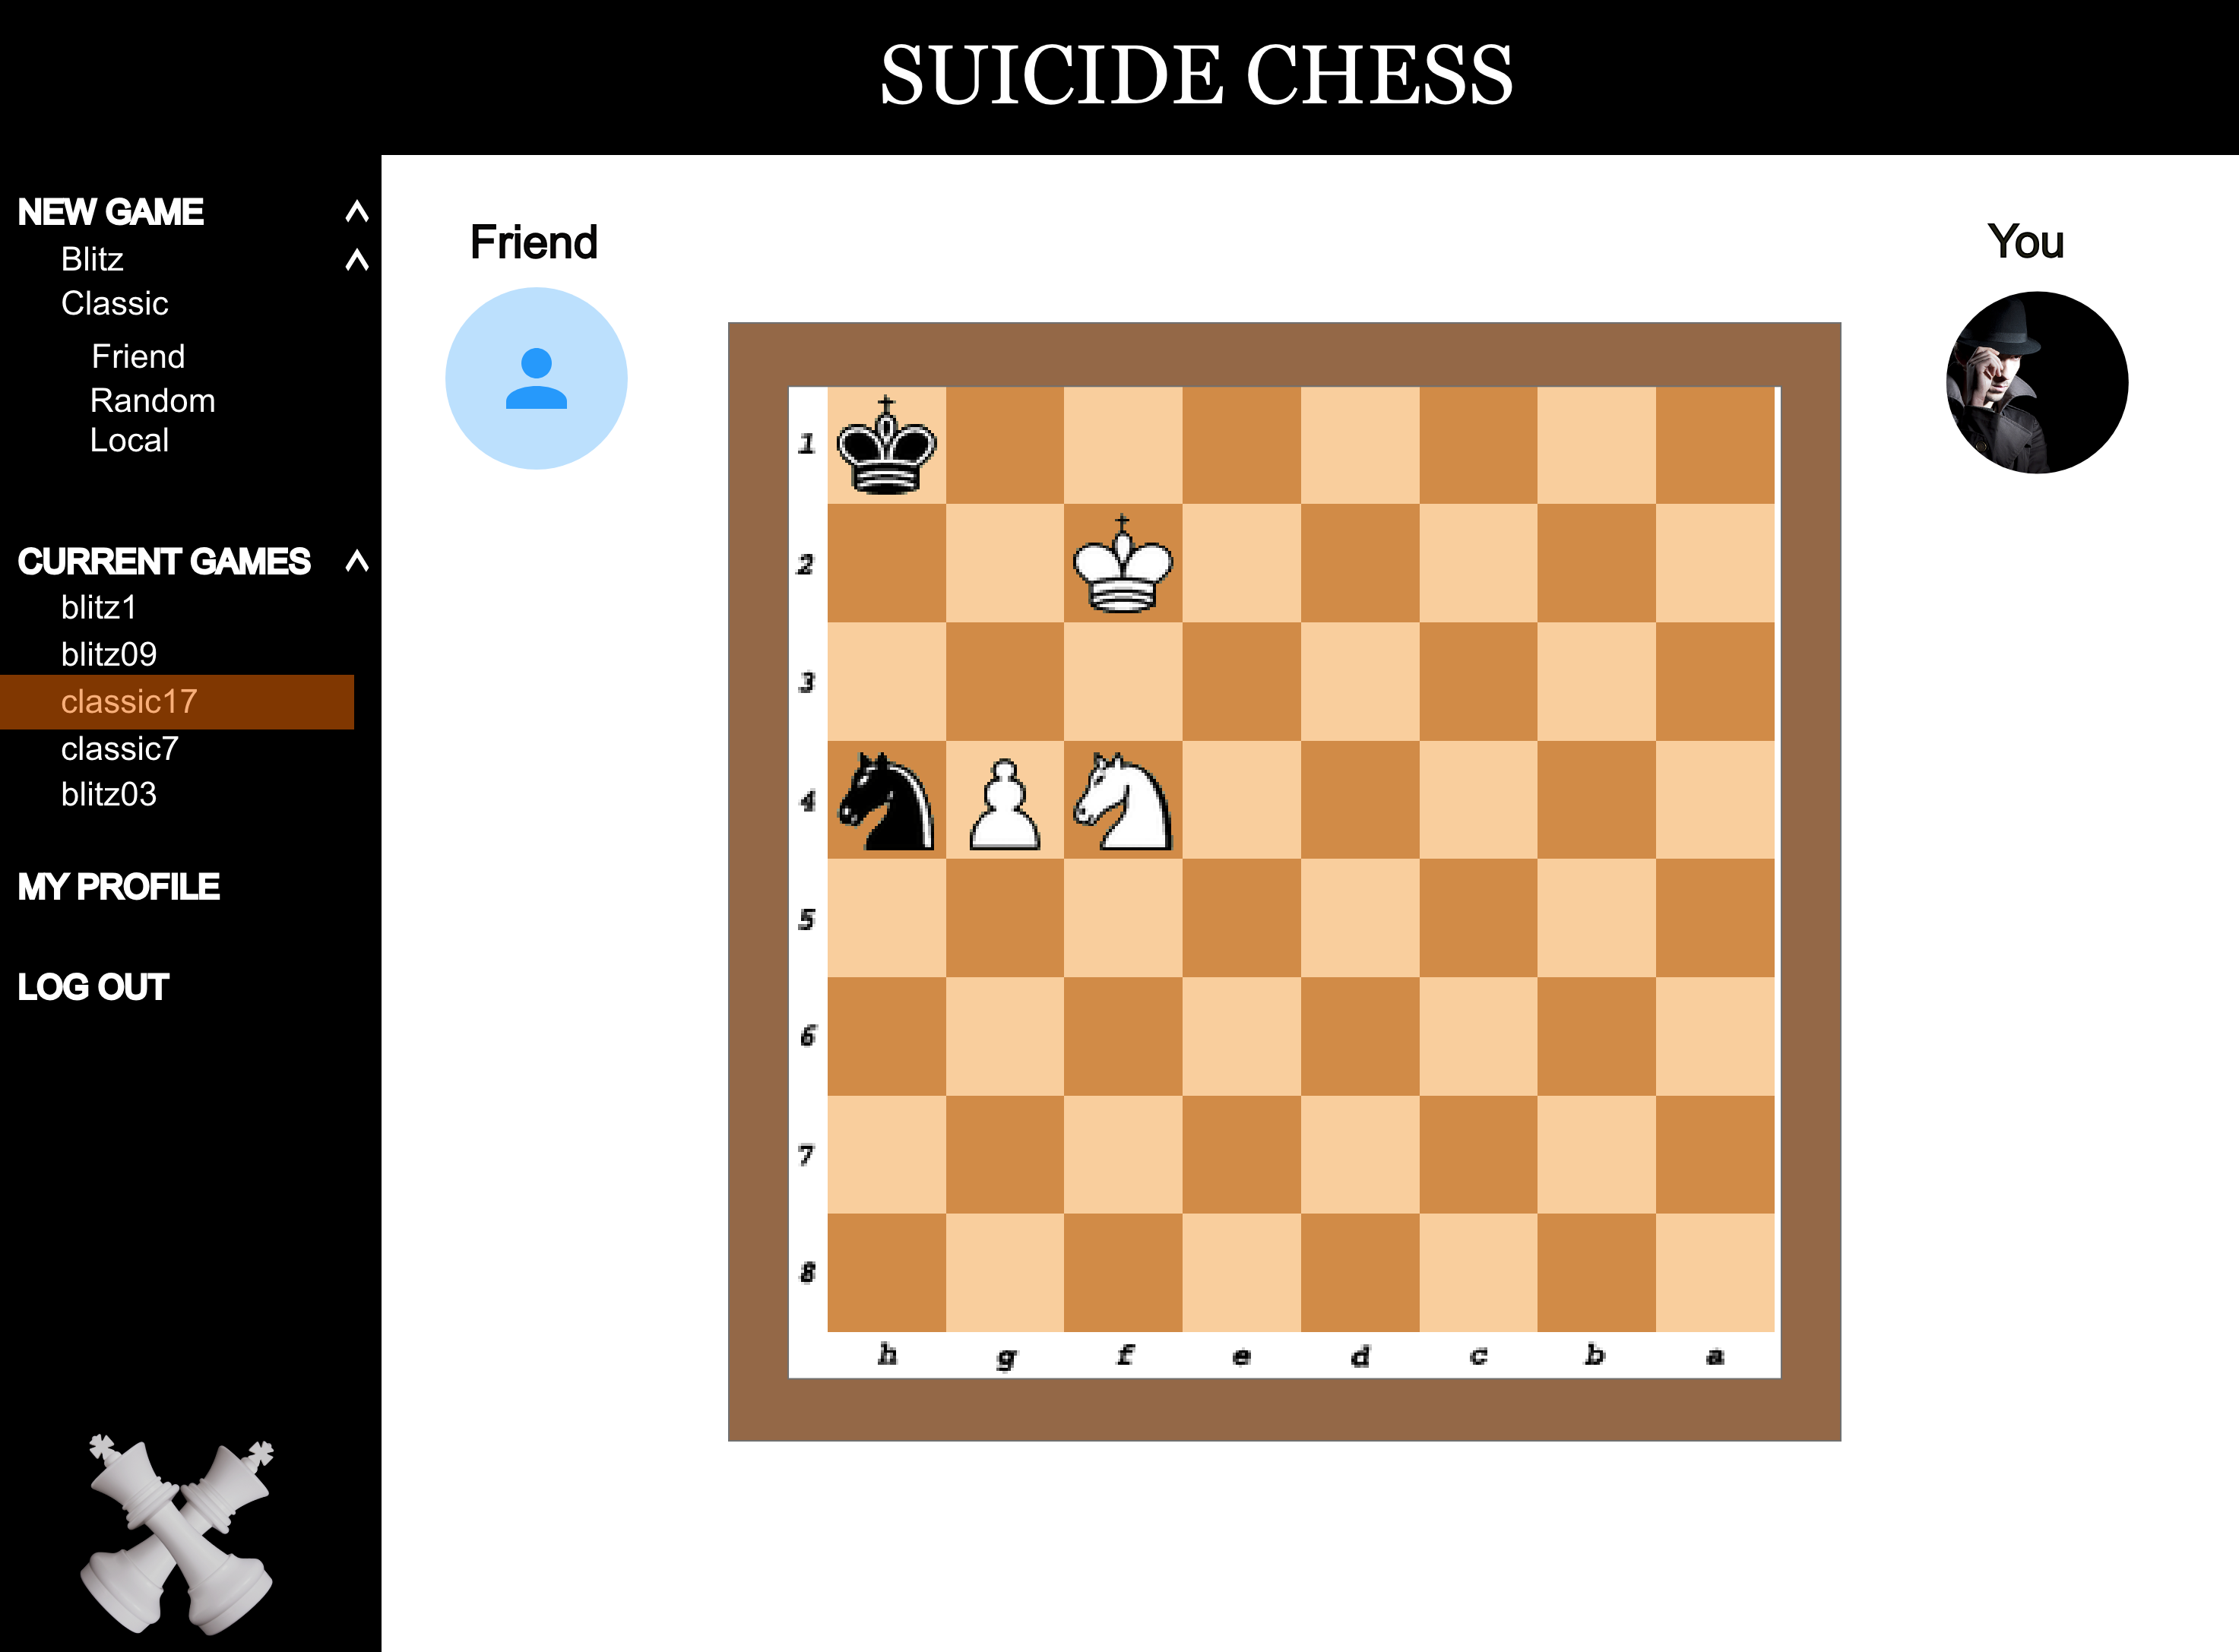 SUICIDE CHESS
NEW GAME
Blitz
Classic
Friend
Random
Local
CURRENT GAMES
blitz1
blitz09
classic17
classic7
blitz03
MY PROFILE
LOG OUT
Friend
You
1
2
3
4
5
6
7
8
h g f e d c b a